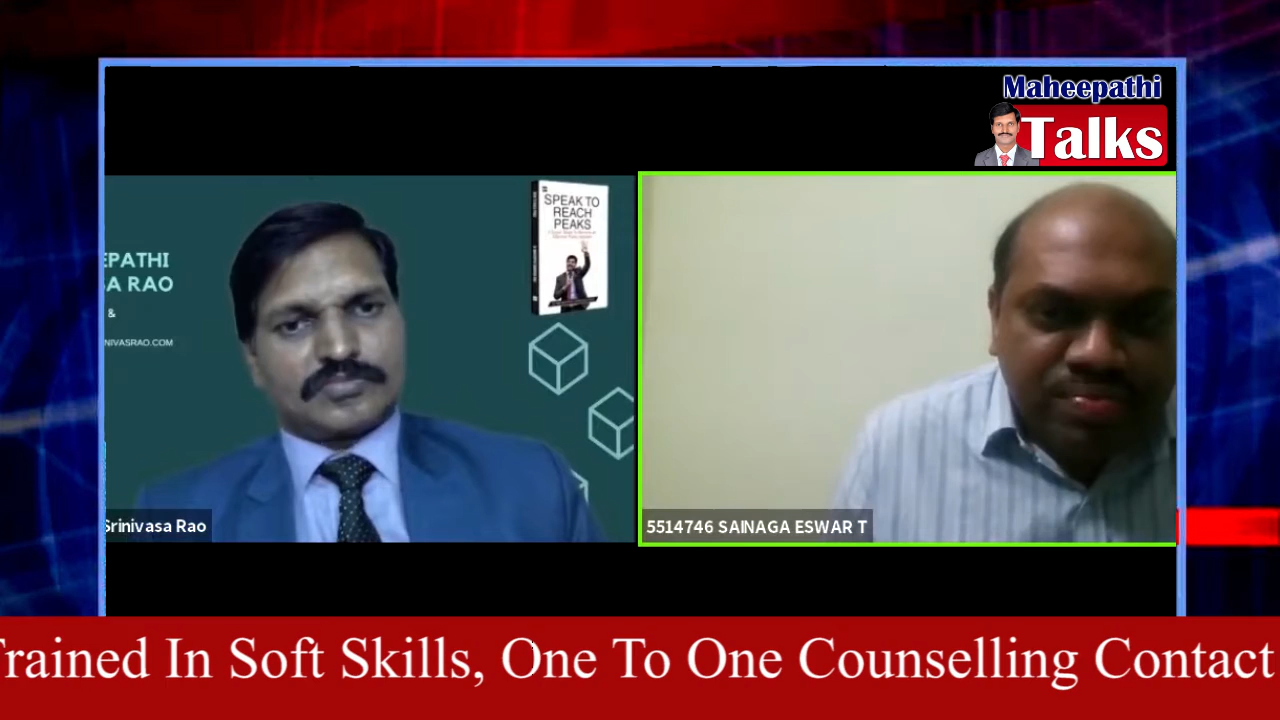 Maheepathi
Talks
EPATHI
SA RAO
&
NIVASRAO.COM
SPEAK TO
REACH
PEAKS
Srinivasa Rao
5514746 SAINAGA ESWAR T
Trained In Soft Skills, One To One Counselling Contact